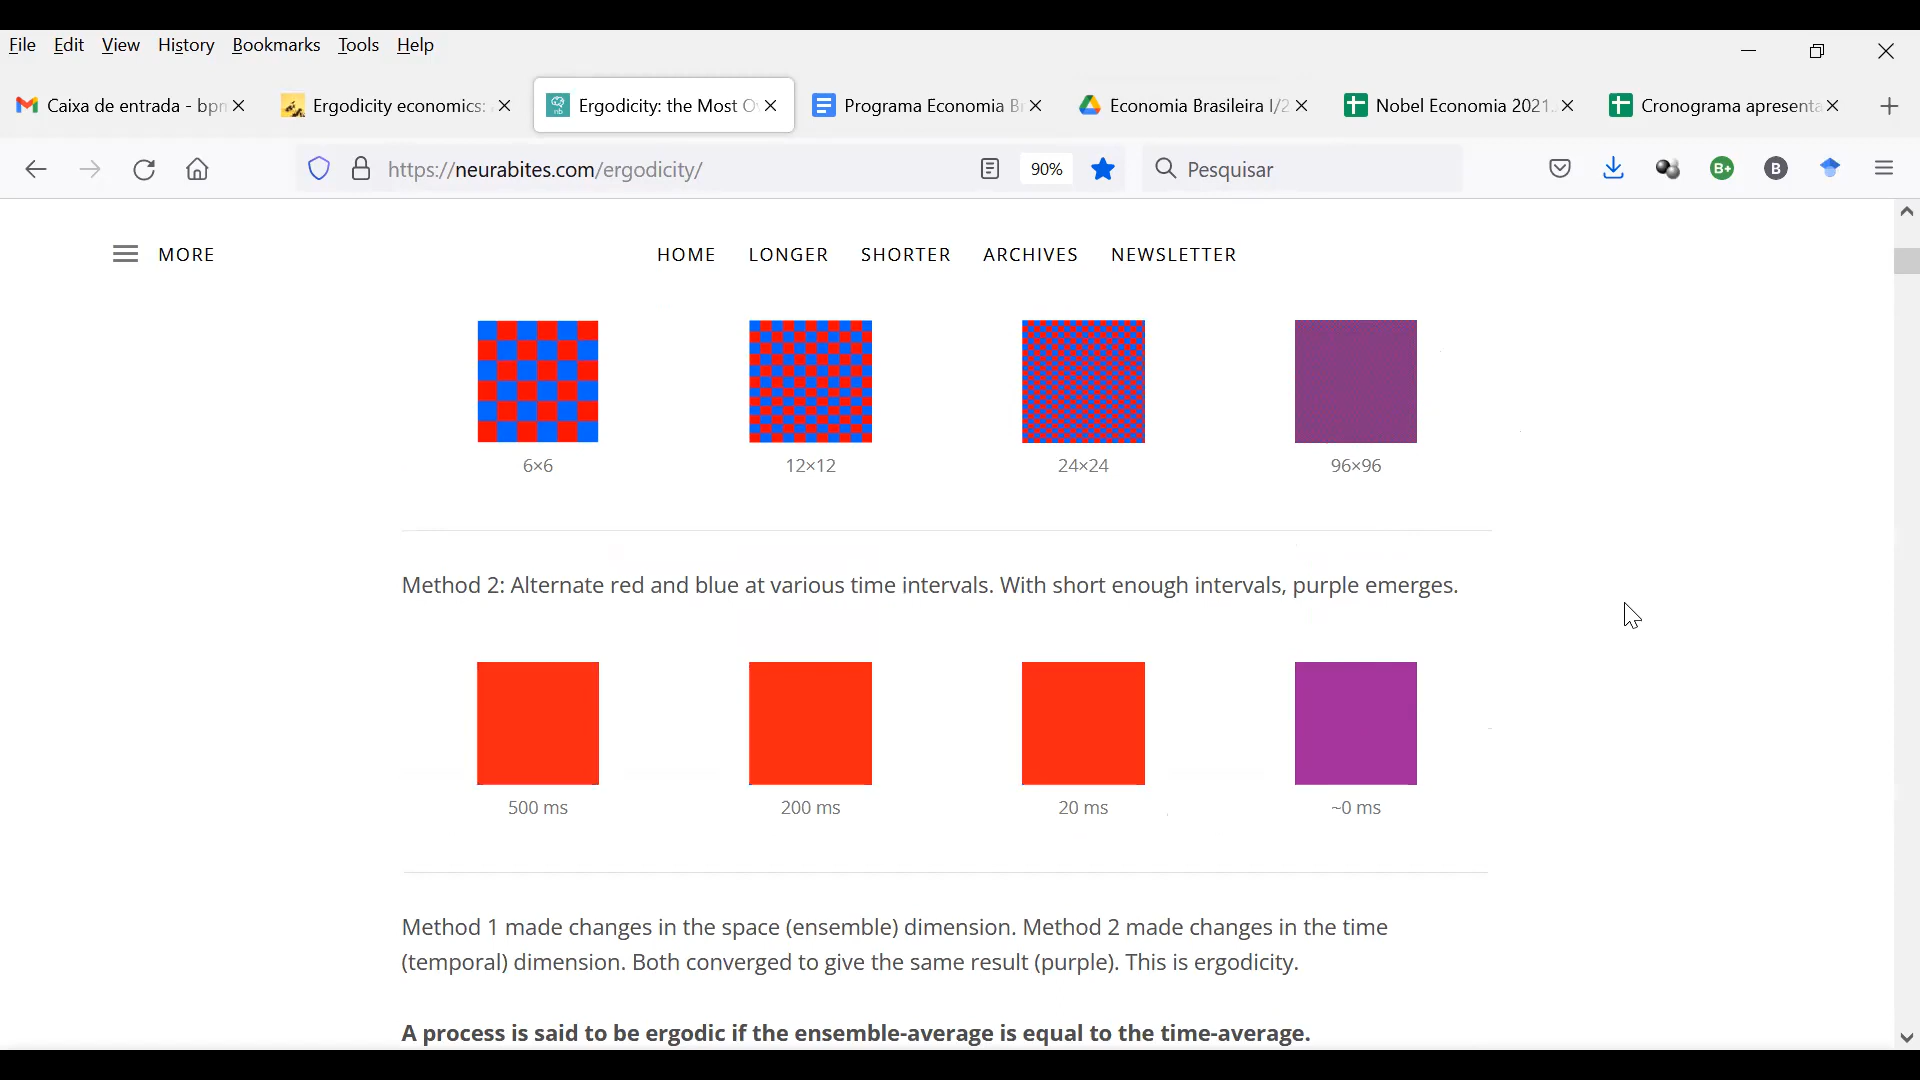 File Edit View History Bookmarks Tools Help
Caixa de entrada - bpr Ergodicity economics: Ergodicity: the Most O Programa Economia B Economia Brasileira I/2 Nobel Economia 2021. Cronograma apresenta
https://neurabites.com/ergodicity/ 90% Pesquisar B+ B
MORE HOME LONGER SHORTER ARCHIVES NEWSLETTER
6×6 12×12 24×24 96×96
Method 2: Alternate red and blue at various time intervals. With short enough intervals, purple emerges.
500 ms 200 ms 20 ms ~0 ms
Method 1 made changes in the space (ensemble) dimension. Method 2 made changes in the time
(temporal) dimension. Both converged to give the same result (purple). This is ergodicity.
A process is said to be ergodic if the ensemble-average is equal to the time-average.